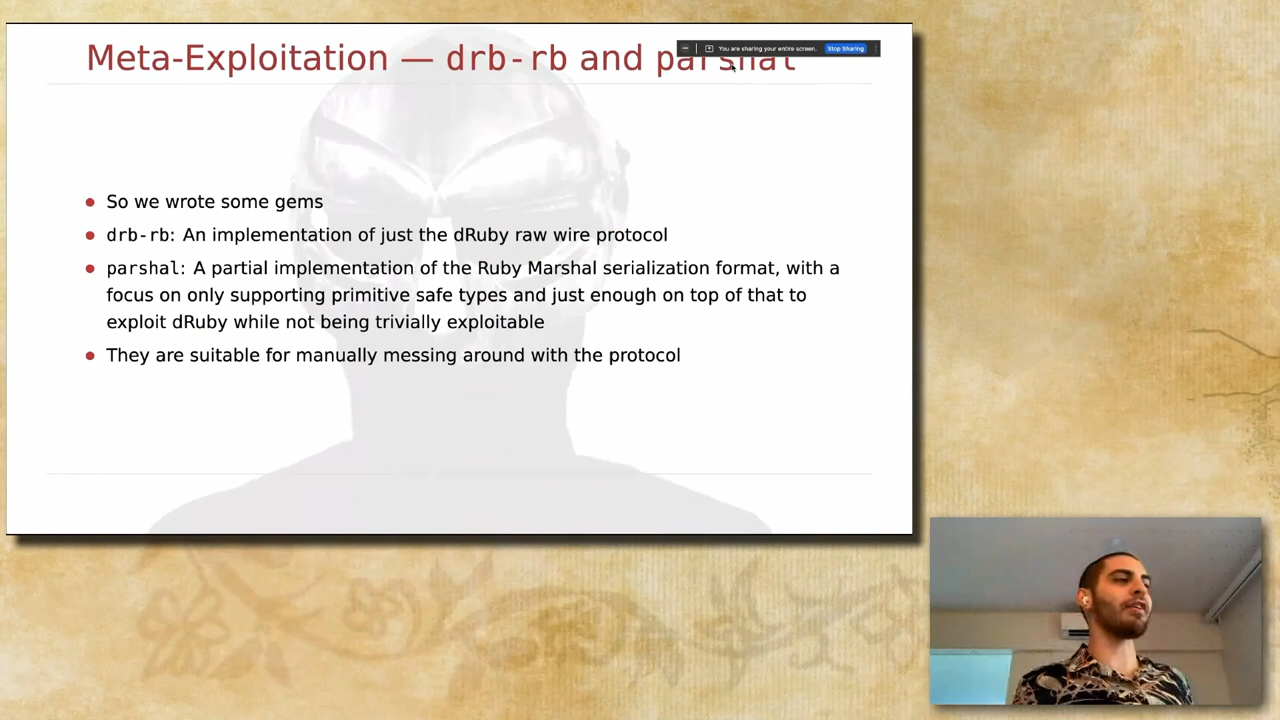 Meta-Exploitation — drb-rb and parshal
You are sharing your entire screen. Stop Sharing
So we wrote some gems
drb-rb: An implementation of just the dRuby raw wire protocol
parshal: A partial implementation of the Ruby Marshal serialization format, with a
focus on only supporting primitive safe types and just enough on top of that to
exploit dRuby while not being trivially exploitable
They are suitable for manually messing around with the protocol